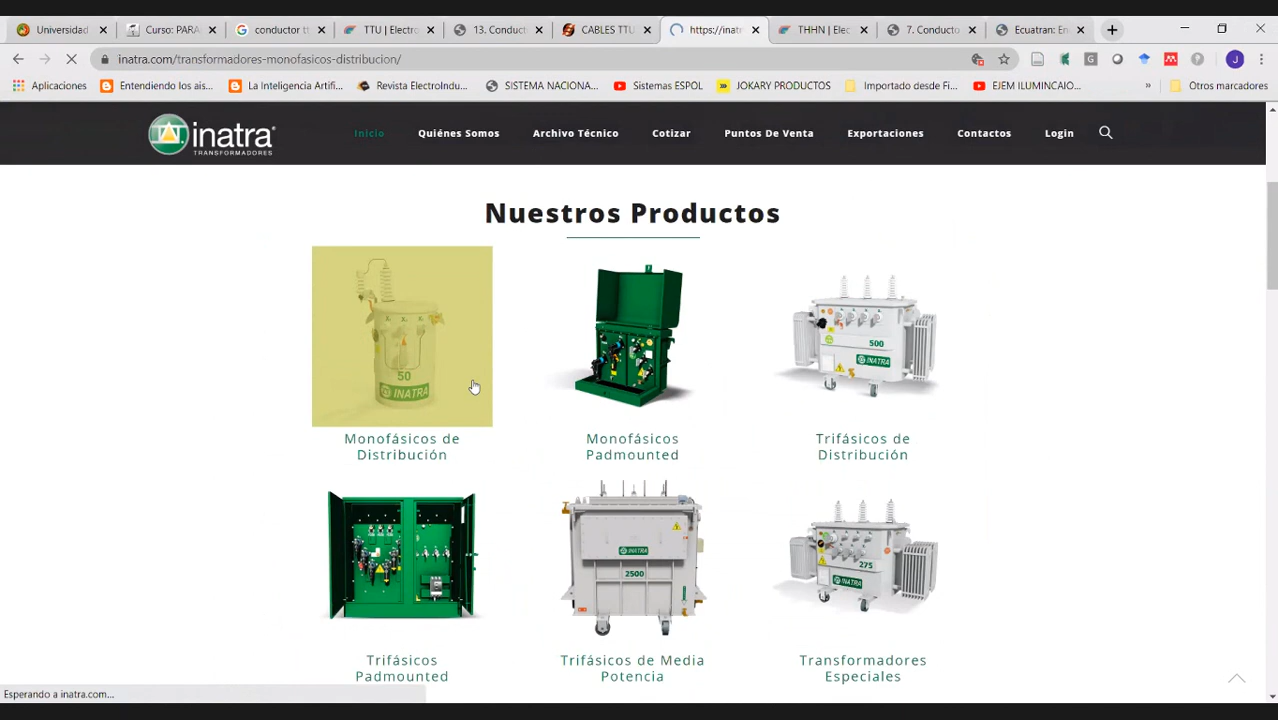 Universidad
Curso: PARA
conductor tt
TTU | Electro
13. Conduct
CABLES TTU
https://inatr
THHN | Elec
7. Conducto
Ecuatran: En
inatra.com/transformadores-monofasicos-distribucion/
Aplicaciones
Entendiendo los ais...
La Inteligencia Artifi...
Revista ElectroIndu...
SISTEMA NACIONA...
Sistemas ESPOL
JOKARY PRODUCTOS
Importado desde Fi...
EJEM ILUMINCAIO...
»
Otros marcadores
inatra
TRANSFORMADORES
Inicio
Quiénes Somos
Archivo Técnico
Cotizar
Puntos De Venta
Exportaciones
Contactos
Login
Nuestros Productos
50
INATRA
500
INATRA
Monofásicos de
Distribución
Monofásicos
Padmounted
Trifásicos de
Distribución
INATRA
2500
275
INATRA
Trifásicos
Padmounted
Trifásicos de Media
Potencia
Transformadores
Especiales
Esperando a inatra.com...